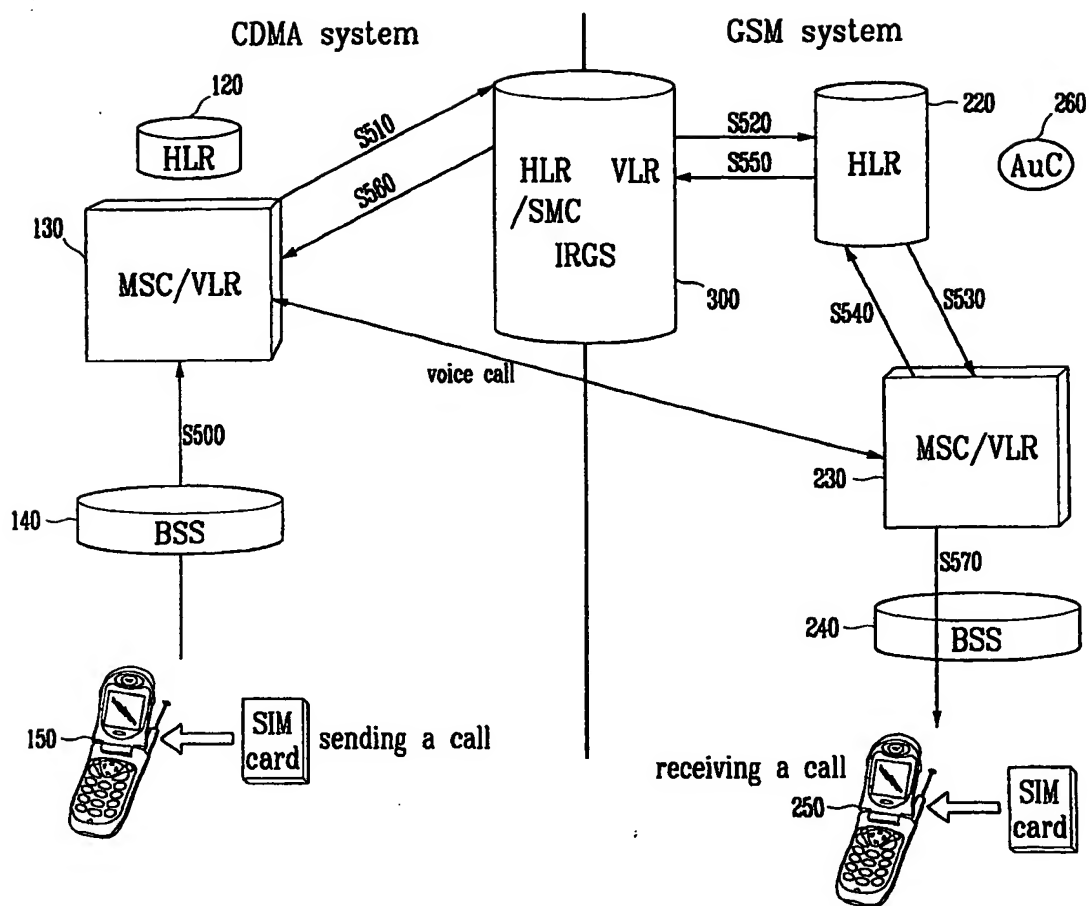 CDMA system
GSM system
120
HLR
S510
S560
130
MSC/VLR
HLR VLR
/SMC
IRGS
300
S520
S550
220
HLR
260
AuC
S540
S530
voice call
MSC/VLR
230
S500
140
BSS
S570
240
BSS
150
SIM
card
sending a call
receiving a call
250
SIM
card